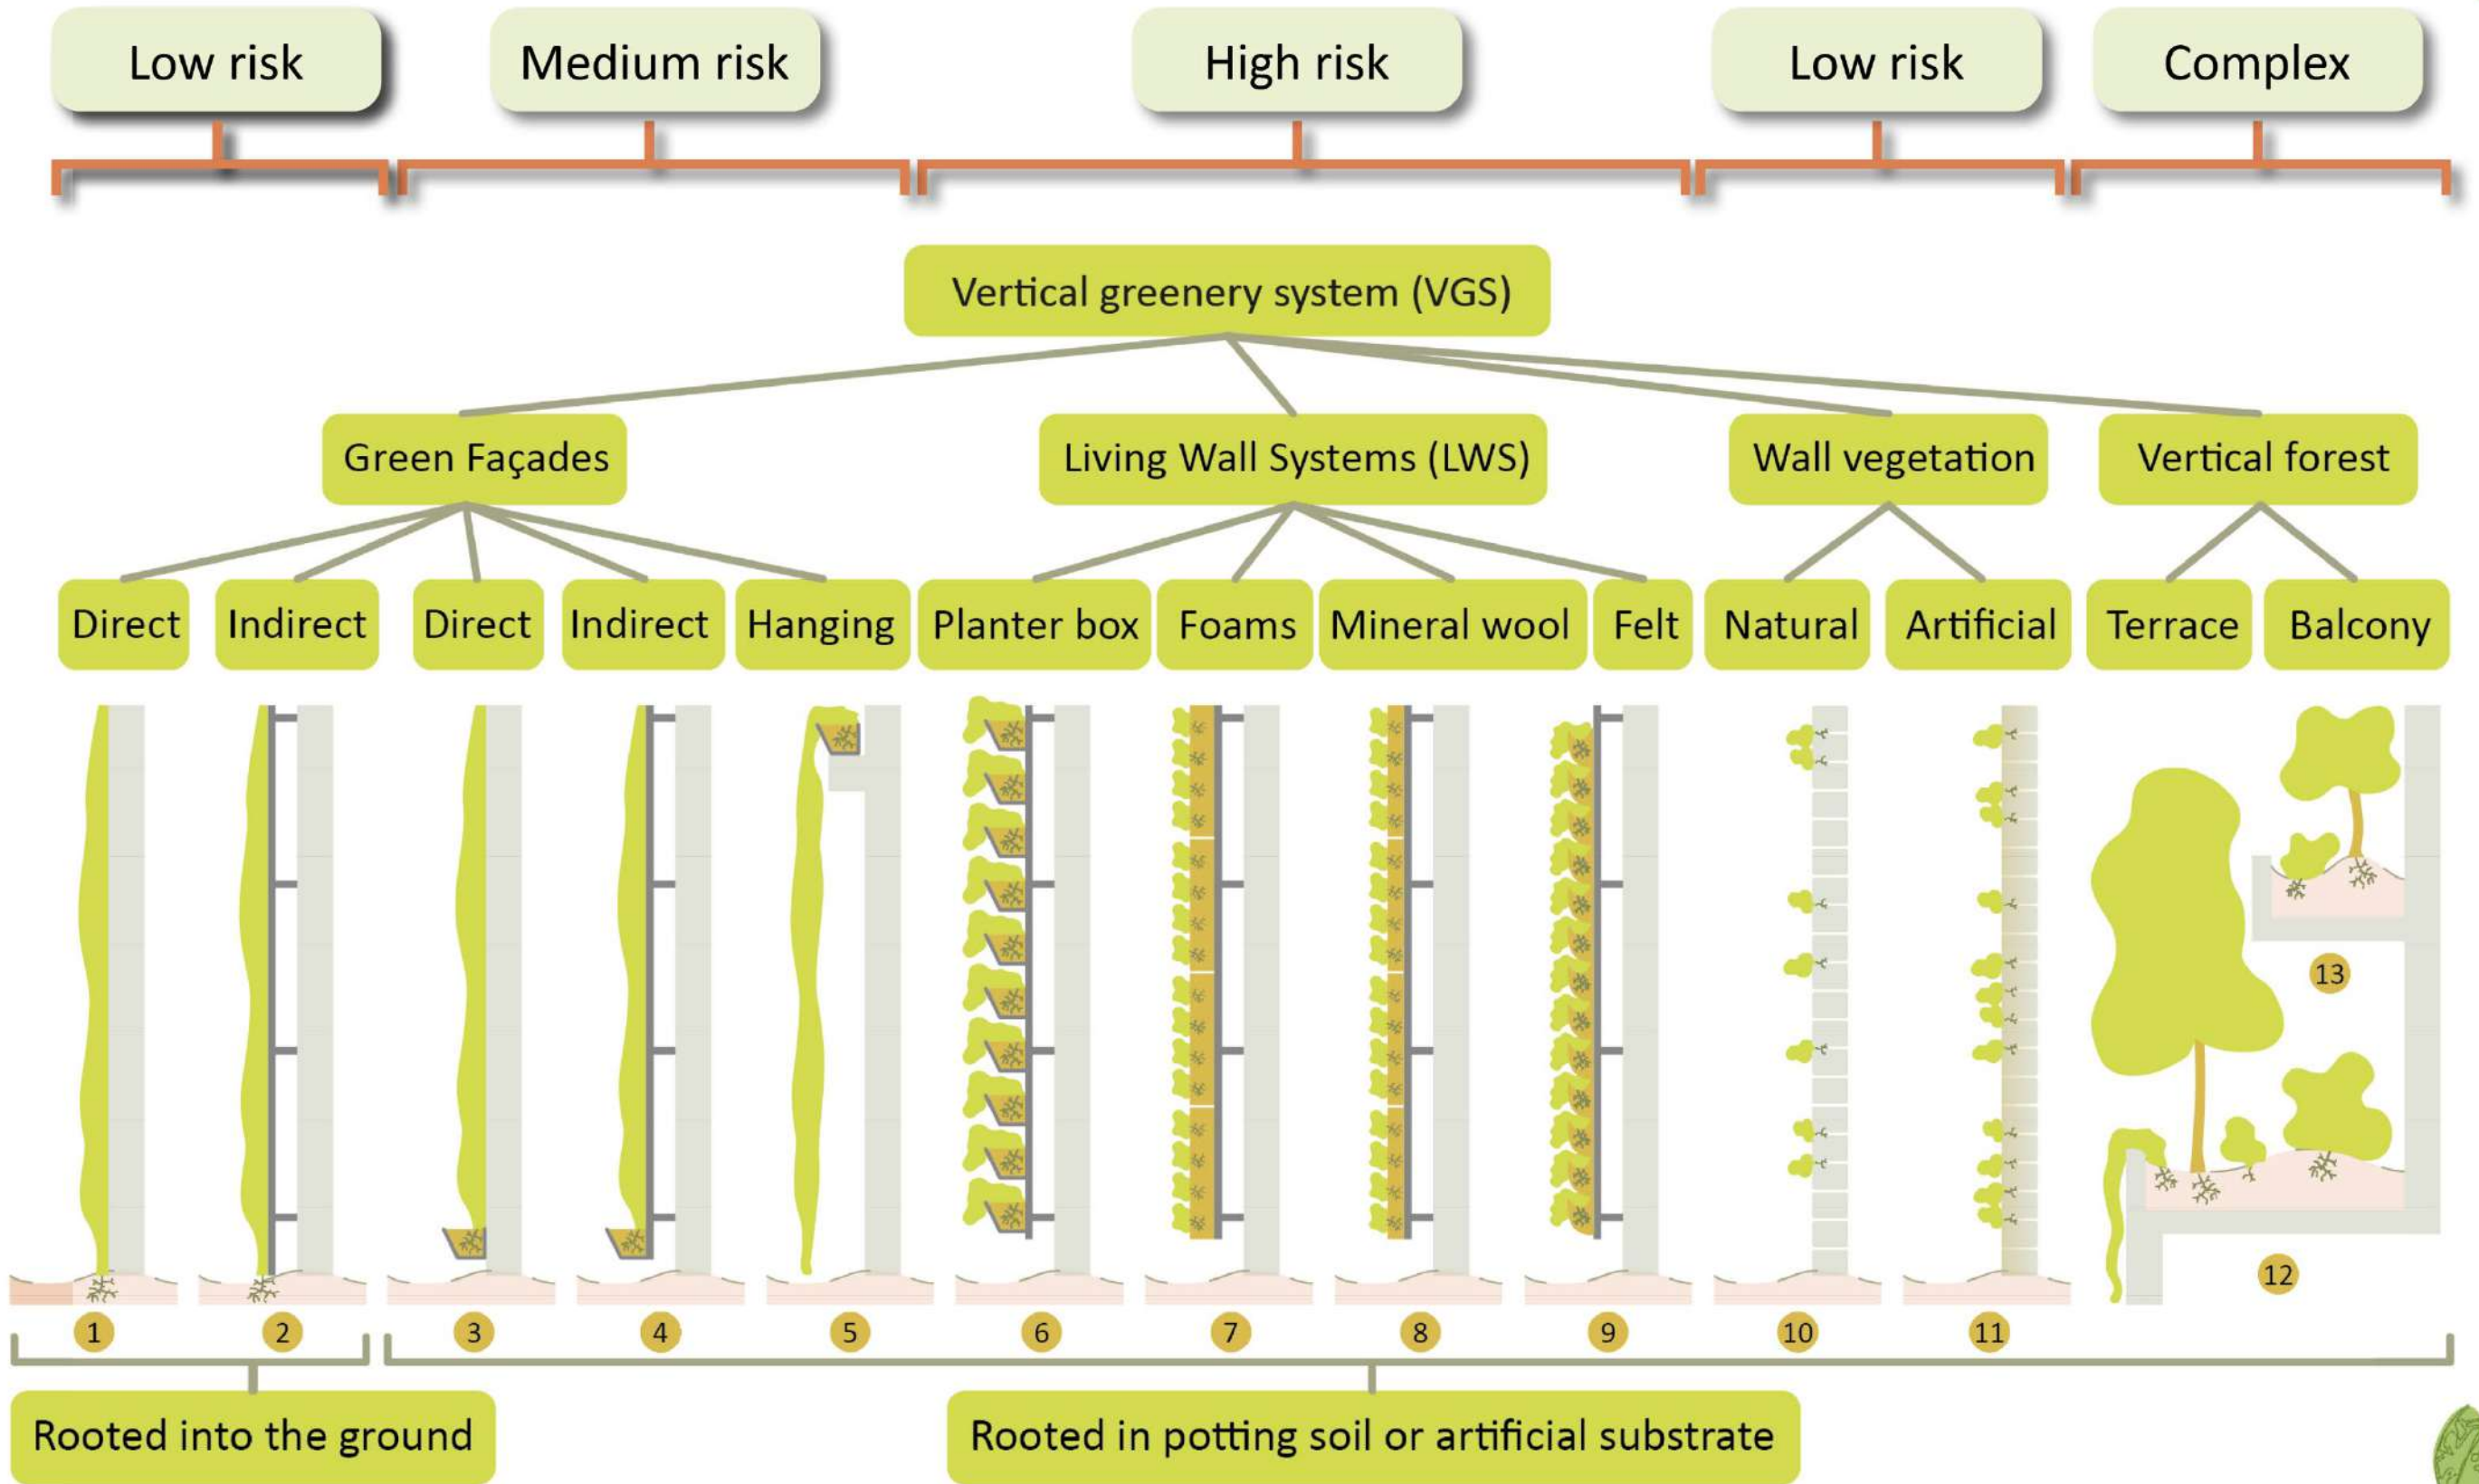 Low risk
Medium risk
High risk
Low risk
Complex
Vertical greenery system (VGS)
Green Façades
Living Wall Systems (LWS)
Wall vegetation
Vertical forest
Direct
Indirect
Direct
Indirect
Hanging
Planter box
Foams
Mineral wool
Felt
Natural
Artificial
Terrace
Balcony
13
12
1
2
3
4
5
6
7
8
9
10
11
Rooted into the ground
Rooted in potting soil or artificial substrate